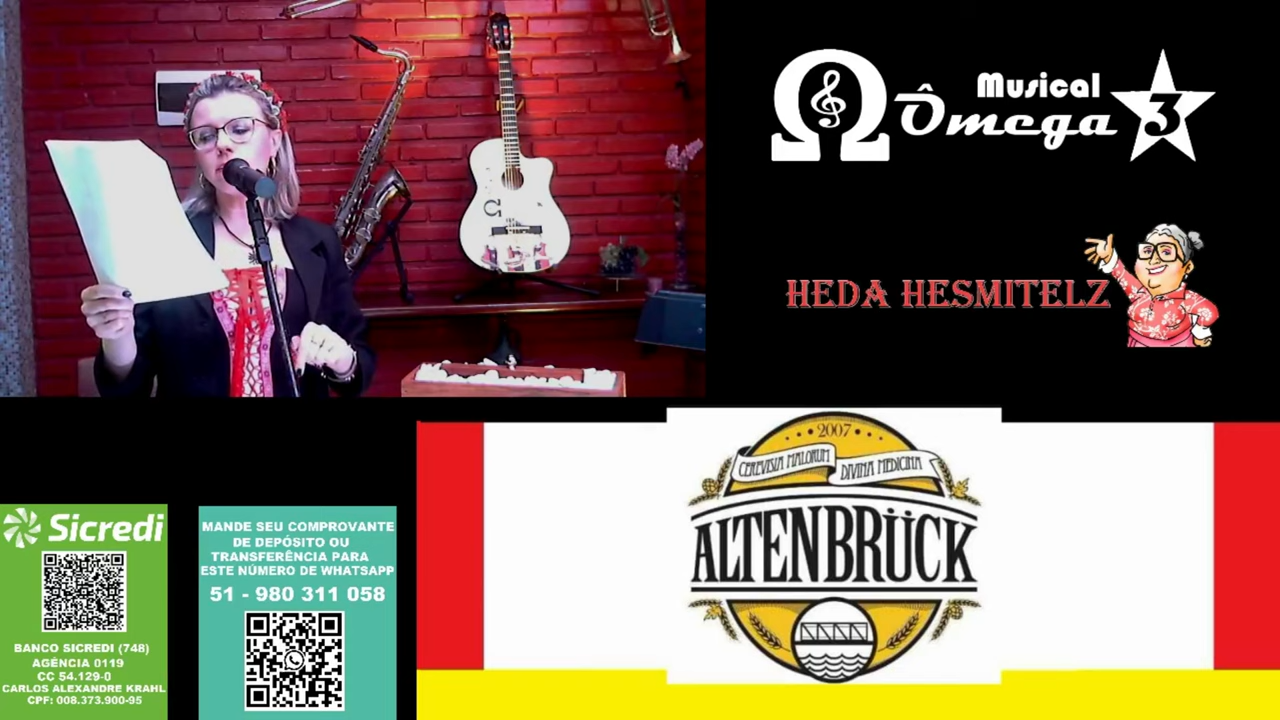 Musical
Ω Ômega 3
HEDA HESMITELZ
2007
CEREVISIA MALORUM DIVINA MEDICINA
ALTENBRÜCK
Sicredi
BANCO SICREDI (748)
AGÊNCIA 0119
CC 54.129-0
CARLOS ALEXANDRE KRAHL
CPF: 008.373.900-95
MANDE SEU COMPROVANTE
DE DEPÓSITO OU
TRANSFERÊNCIA PARA
ESTE NÚMERO DE WHATSAPP
51 - 980 311 058